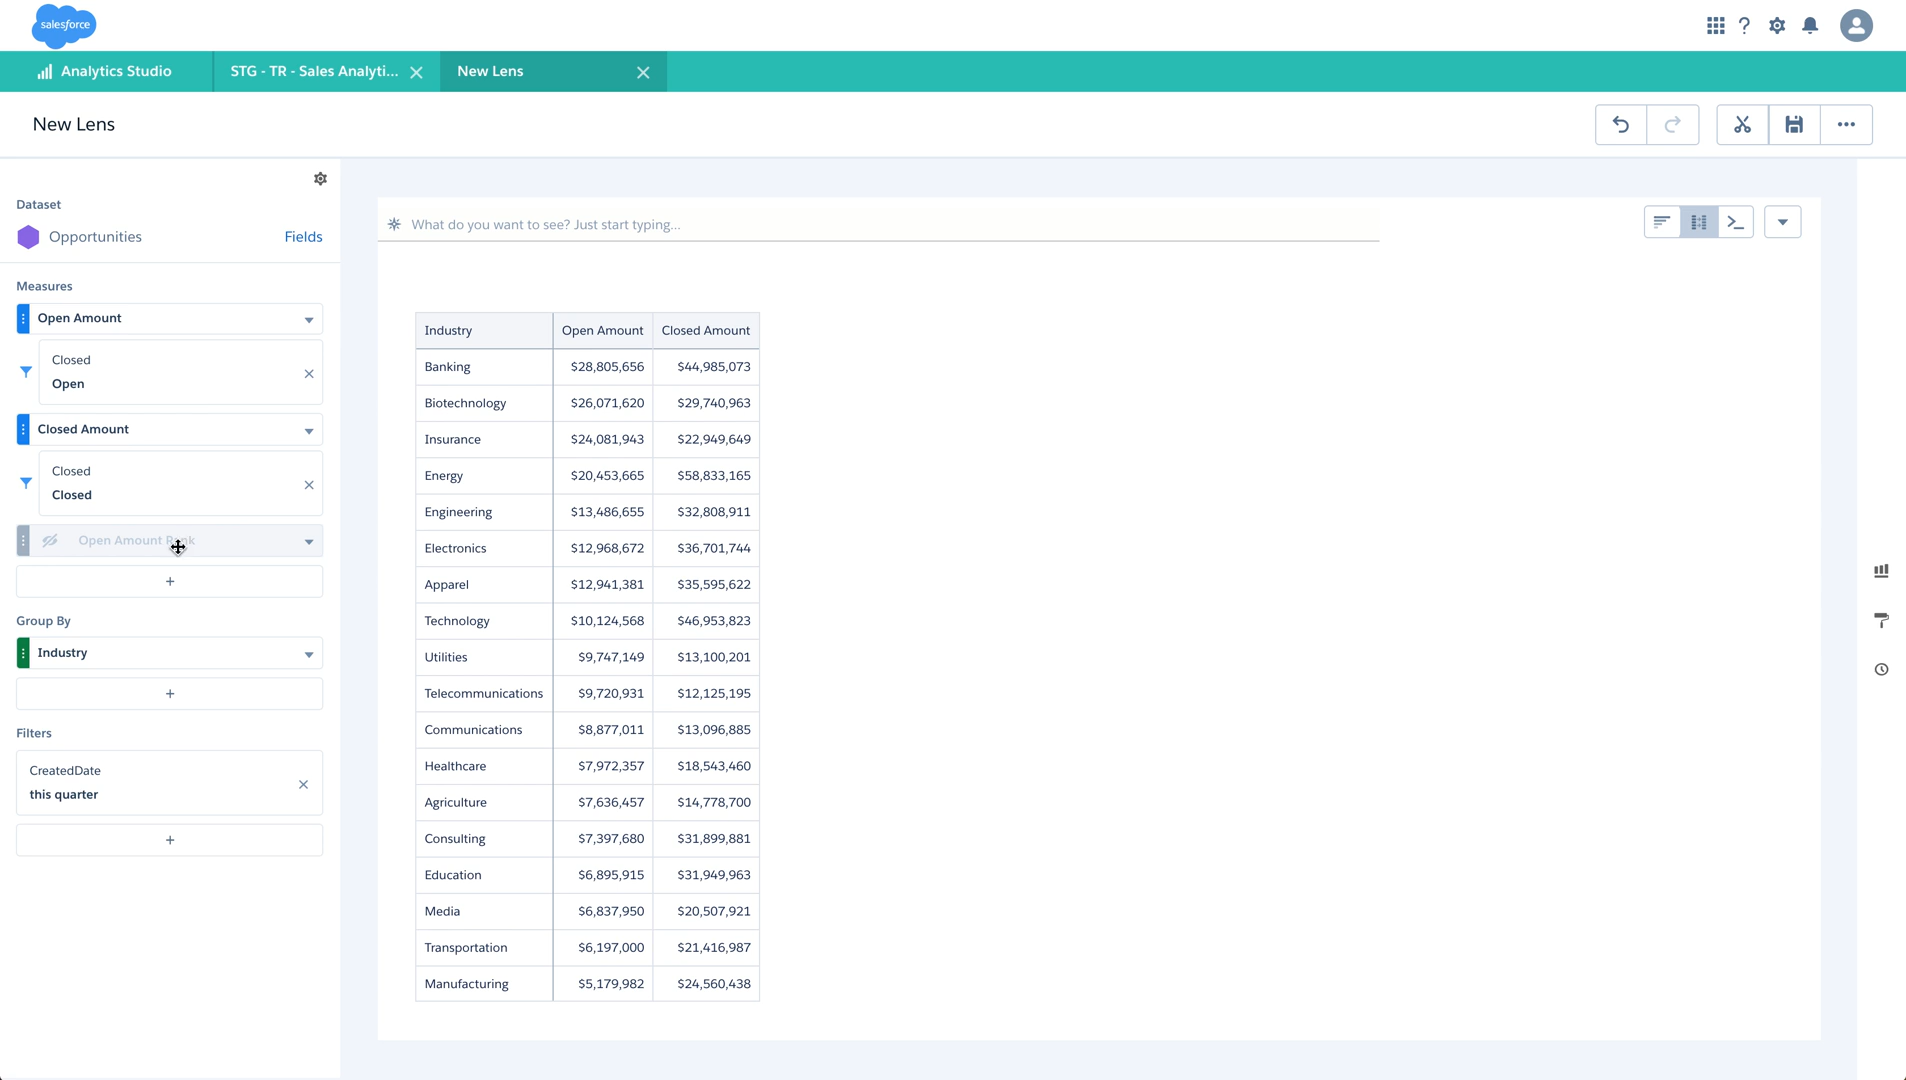 salesforce
?
Analytics Studio
STG - TR - Sales Analyti...
New Lens
New Lens
Dataset
Opportunities
Fields
What do you want to see? Just start typing...
Measures
Open Amount
Closed
Open
Closed Amount
Closed
Closed
Open Amount Rank
+
Group By
Industry
+
Filters
CreatedDate
this quarter
+
Industry Open Amount Closed Amount
Banking $28,805,656 $44,985,073
Biotechnology $26,071,620 $29,740,963
Insurance $24,081,943 $22,949,649
Energy $20,453,665 $58,833,165
Engineering $13,486,655 $32,808,911
Electronics $12,968,672 $36,701,744
Apparel $12,941,381 $35,595,622
Technology $10,124,568 $46,953,823
Utilities $9,747,149 $13,100,201
Telecommunications $9,720,931 $12,125,195
Communications $8,877,011 $13,096,885
Healthcare $7,972,357 $18,543,460
Agriculture $7,636,457 $14,778,700
Consulting $7,397,680 $31,899,881
Education $6,895,915 $31,949,963
Media $6,837,950 $20,507,921
Transportation $6,197,000 $21,416,987
Manufacturing $5,179,982 $24,560,438